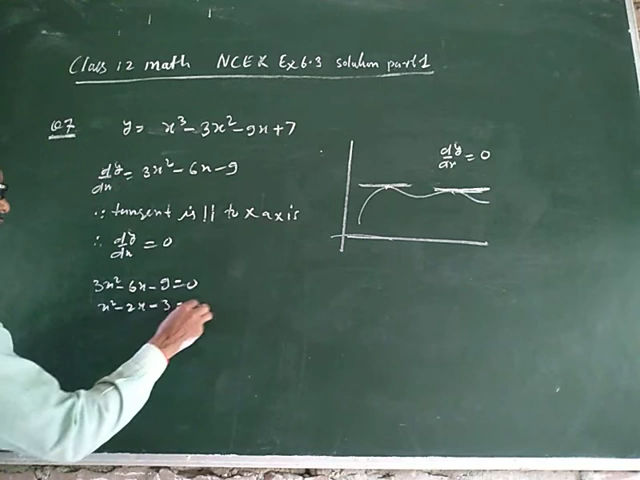 Class 12 math NCERT Ex 6.3 solution part 1
Q7 y = x³ - 3x² - 9x + 7
dy/dx = 3x² - 6x - 9
∵ tangent is || to x axis
∴ dy/dx = 0
3x² - 6x - 9 = 0
x² - 2x - 3 =
dy/dx = 0